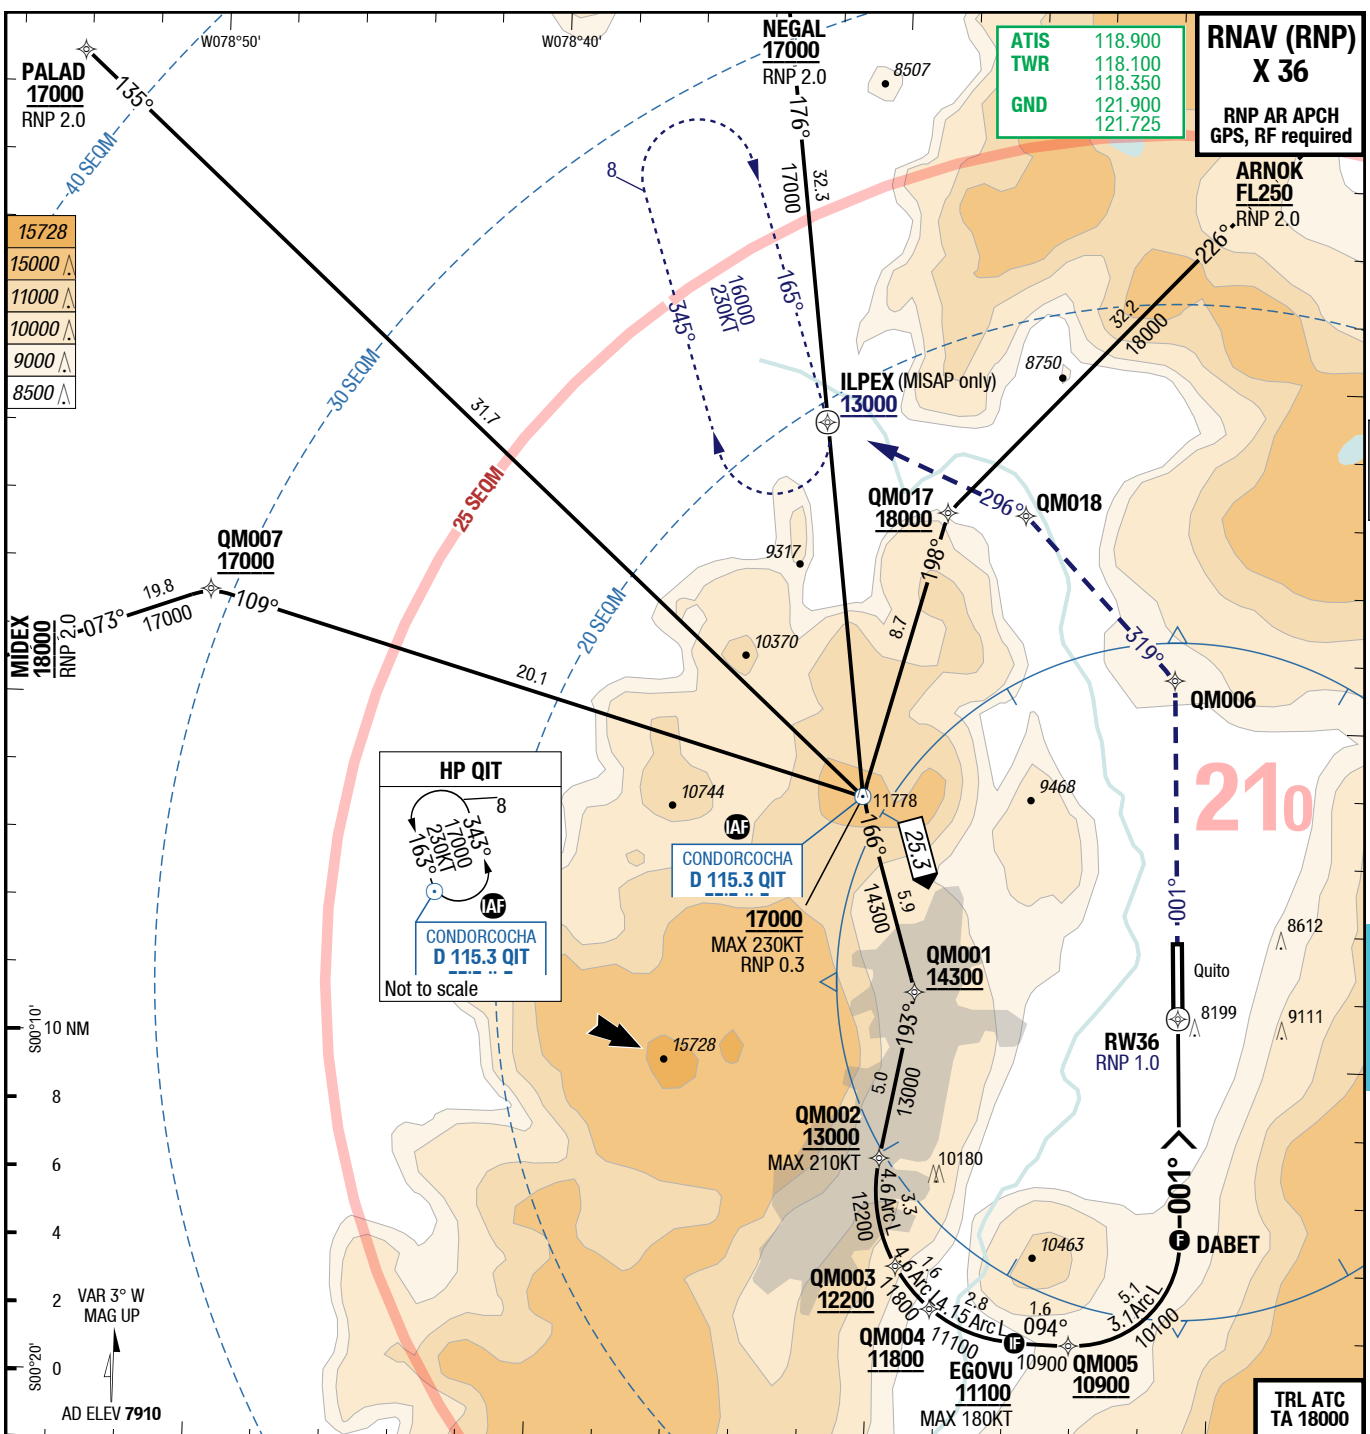 W078°50'
W078°40'
NEGAL
17000
RNP 2.0
ATIS 118.900
TWR 118.100
118.350
GND 121.900
121.725
RNAV (RNP)
X 36
RNP AR APCH
GPS, RF required
PALAD
17000
RNP 2.0
135°
40 SEQM
8507
176°
17000
32.3
8
ARNOK
FL250
RNP 2.0
226°
15728
15000
11000
10000
9000
8500
345°
16000
230KT
165°
32.2
18000
30 SEQM
31.7
ILPEX (MISAP only)
13000
8750
25 SEQM
QM017
18000
296°
QM018
QM007
17000
9317
198°
19.8
17000
073°
109°
MIDEX
18000
RNP 2.0
20 SEQM
10370
8.7
319°
20.1
QM006
HP QIT
8
343°
17000
230KT
163°
IAF
CONDORCOCHA
D 115.3 QIT
Not to scale
10744
IAF
CONDORCOCHA
D 115.3 QIT
11778
9468
210
166°
25.3
14300
5.9
17000
MAX 230KT
RNP 0.3
QM001
14300
001°
8612
Quito
S00°10'
10 NM
15728
193°
8199
9111
RW36
RNP 1.0
8
5.0
13000
QM002
13000
MAX 210KT
6
10180
4.6 Arc L
3.3
12200
001°
4
10463
F DABET
QM003
12200
4.6 Arc L
1.6
11800
2
VAR 3° W
MAG UP
2.8
4.15 Arc L
11100
1.6
094°
10900
5.1
3.1 Arc L
10100
QM004
11800
IF
EGOVU
11100
MAX 180KT
QM005
10900
S00°20'
0
AD ELEV 7910
TRL ATC
TA 18000